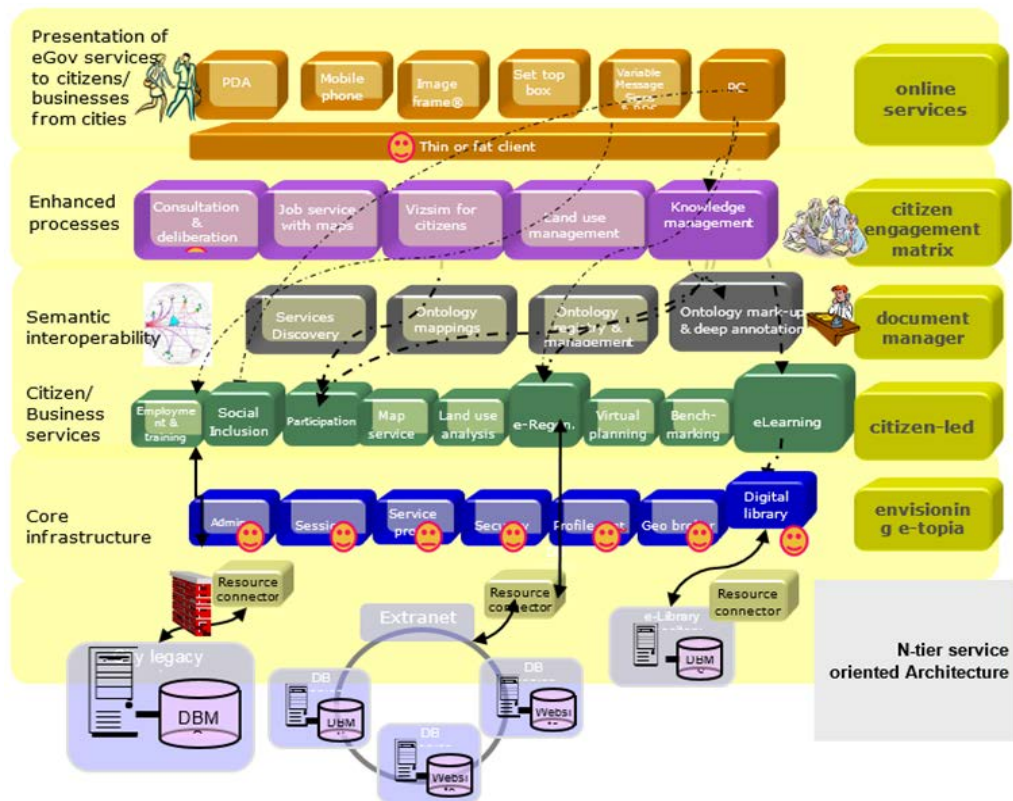 Presentation of
eGov services
to citizens/
businesses
from cities
PDA
Mobile
phone
Image
frame®
Set top
box
Variable
Message
PC
online
services
Thin or fat client
Enhanced
processes
Consultation
&
deliberation
Job service
with maps
Vizsim for
citizens
Land use
management
Knowledge
management
citizen
engagement
matrix
Semantic
interoperability
Services
Discovery
Ontology
mappings
Ontology
registry &
management
Ontology mark-up
& deep annotation
document
manager
Citizen/
Business
services
Employme
nt &
training
Social
Inclusion
Participation
Map
service
Land use
analysis
e-Regen.
Virtual
planning
Bench-
marking
eLearning
citizen-led
Core
infrastructure
Admin
Session
Service
Security
Geo broker
Digital
library
envisionin
g e-topia
Resource
connector
Resource
connector
Resource
connector
legacy
DBM
Extranet
DB
DBM
DB
Websi
DB
Websi
e-Library
DBM
N-tier service
oriented Architecture